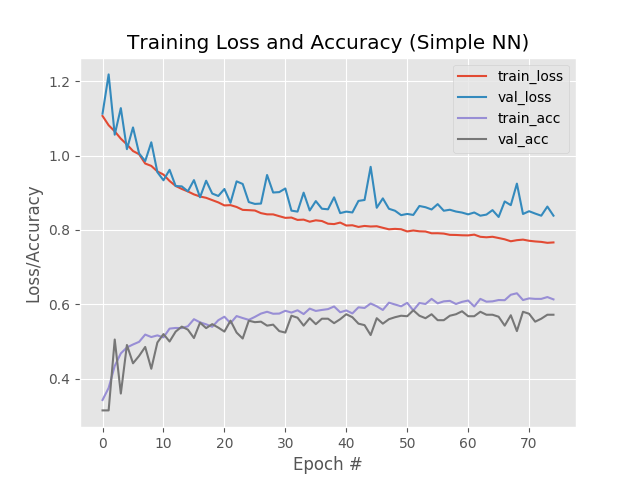 Training Loss and Accuracy (Simple NN)
train_loss
val_loss
train_acc
val_acc
1.2
1.0
0.8
0.6
0.4
Loss/Accuracy
0 10 20 30 40 50 60 70
Epoch #